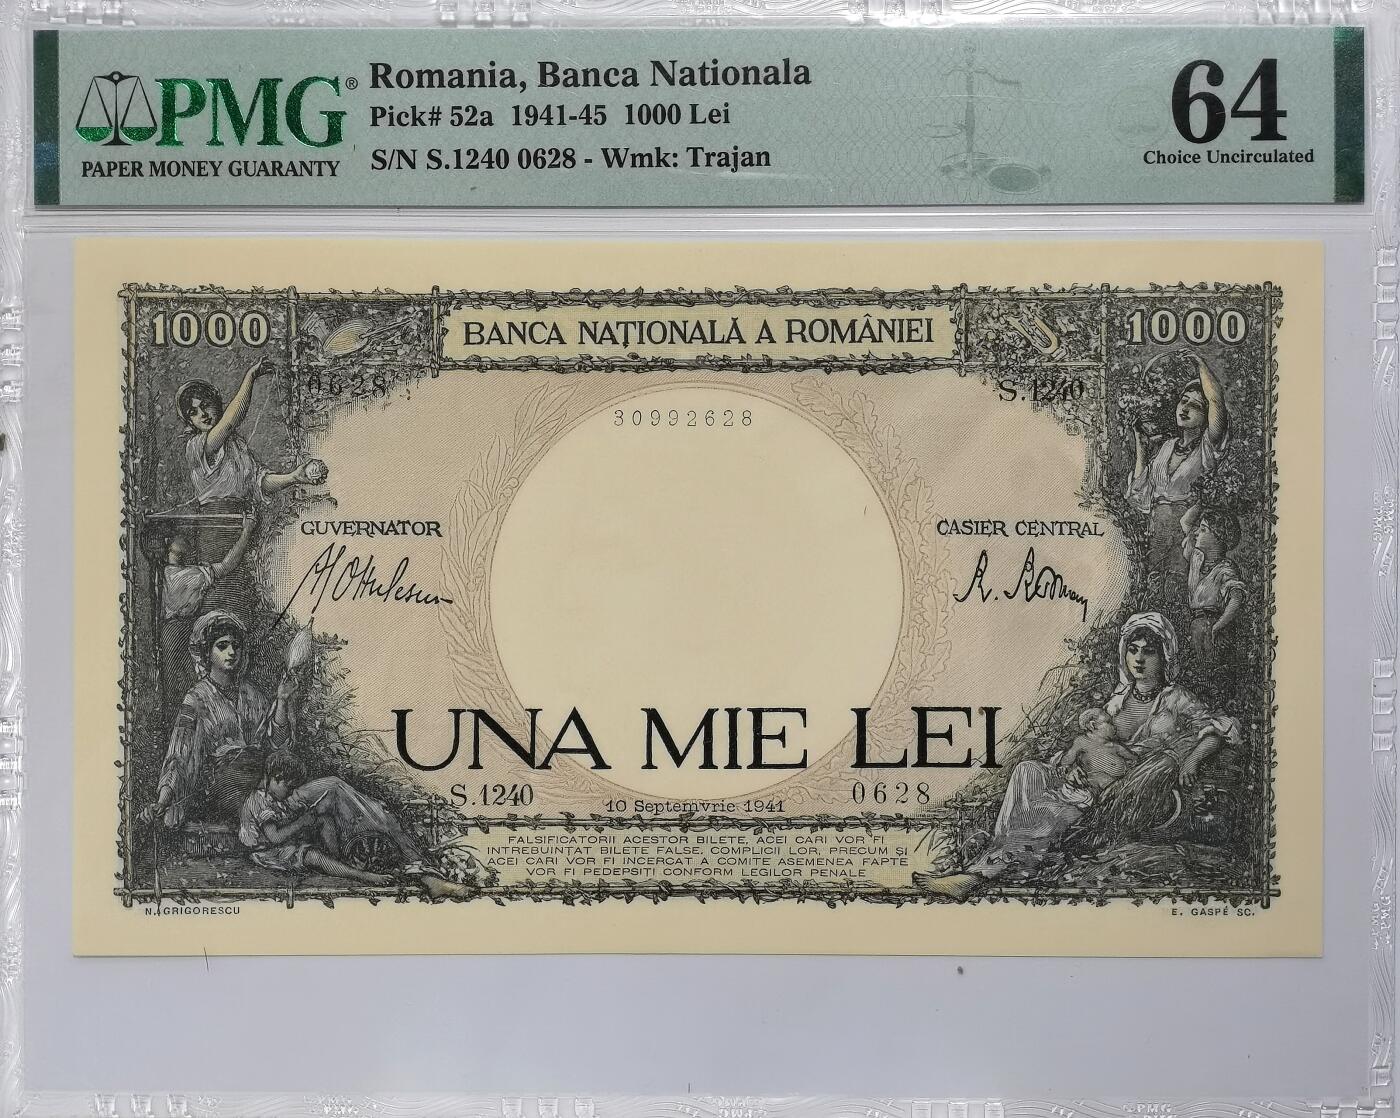 PMG®
PAPER MONEY GUARANTY
Romania, Banca Nationala
Pick# 52a 1941-45 1000 Lei
S/N S.1240 0628 - Wmk: Trajan
64
Choice Uncirculated
1000
BANCA NAȚIONALĂ A ROMÂNIEI
1000
0628
S.1240
30992628
GUVERNATOR
CASIER CENTRAL
UNA MIE LEI
S.1240
10 Septemvrie 1941
0628
FALSIFICATORII ACESTOR BILETE, ACEI CARI VOR FI
INTREBUINȚAT BILETE FALSE, COMPLICII LOR, PRECUM ȘI
ACEI CARI VOR FI INCERCAT A COMITE ASEMENEA FAPTE
VOR FI PEDEPSIȚI CONFORM LEGILOR PENALE
N. GRIGORESCU
E. GASPÉ SC.